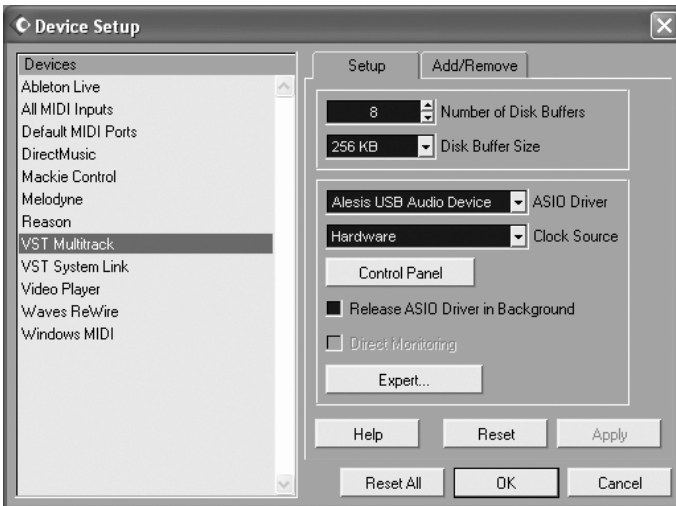 Device Setup
Devices
Ableton Live
All MIDI Inputs
Default MIDI Ports
DirectMusic
Mackie Control
Melodyne
Reason
VST Multitrack
VST System Link
Video Player
Waves ReWire
Windows MIDI
Setup
Add/Remove
8 Number of Disk Buffers
256 KB Disk Buffer Size
Alesis USB Audio Device ASIO Driver
Hardware Clock Source
Control Panel
Release ASIO Driver in Background
Direct Monitoring
Expert...
Help Reset Apply
Reset All OK Cancel